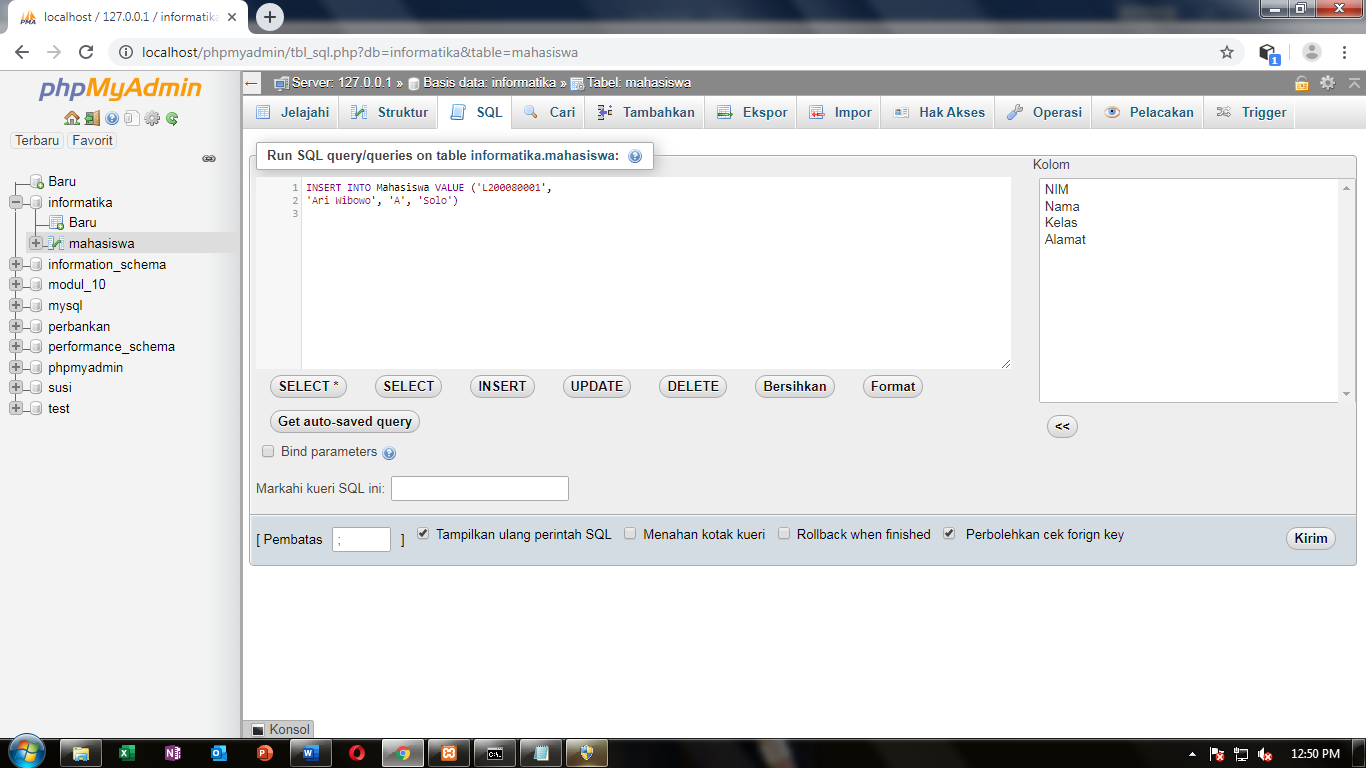 localhost / 127.0.0.1 / informatika
localhost/phpmyadmin/tbl_sql.php?db=informatika&table=mahasiswa
1
phpMyAdmin
Terbaru Favorit
Baru
informatika
Baru
mahasiswa
information_schema
modul_10
mysql
perbankan
performance_schema
phpmyadmin
susi
test
Server: 127.0.0.1 » Basis data: informatika » Tabel: mahasiswa
Jelajahi Struktur SQL Cari Tambahkan Ekspor Impor Hak Akses Operasi Pelacakan Trigger
Run SQL query/queries on table informatika.mahasiswa:
1 INSERT INTO Mahasiswa VALUE ('L200080001',
2 'Ari Wibowo', 'A', 'Solo')
3
Kolom
NIM
Nama
Kelas
Alamat
<<
SELECT * SELECT INSERT UPDATE DELETE Bersihkan Format
Get auto-saved query
Bind parameters
Markahi kueri SQL ini:
[ Pembatas ; ] Tampilkan ulang perintah SQL Menahan kotak kueri Rollback when finished Perbolehkan cek forign key Kirim
Konsol
12:50 PM